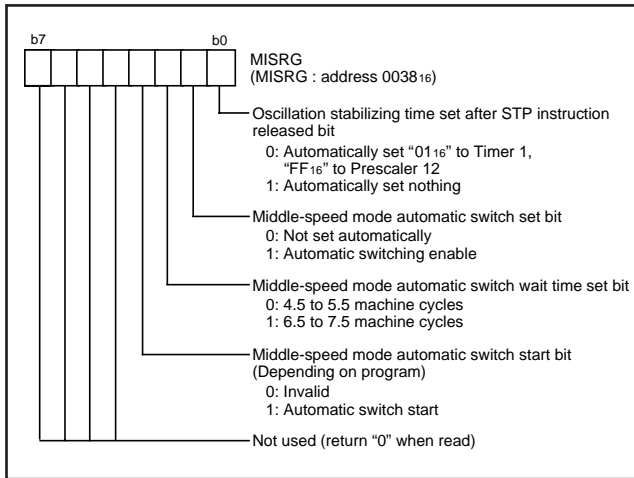 b7 b0
MISRG
(MISRG : address 003816)
Oscillation stabilizing time set after STP instruction
released bit
0: Automatically set “0116” to Timer 1,
“FF16” to Prescaler 12
1: Automatically set nothing
Middle-speed mode automatic switch set bit
0: Not set automatically
1: Automatic switching enable
Middle-speed mode automatic switch wait time set bit
0: 4.5 to 5.5 machine cycles
1: 6.5 to 7.5 machine cycles
Middle-speed mode automatic switch start bit
(Depending on program)
0: Invalid
1: Automatic switch start
Not used (return “0” when read)